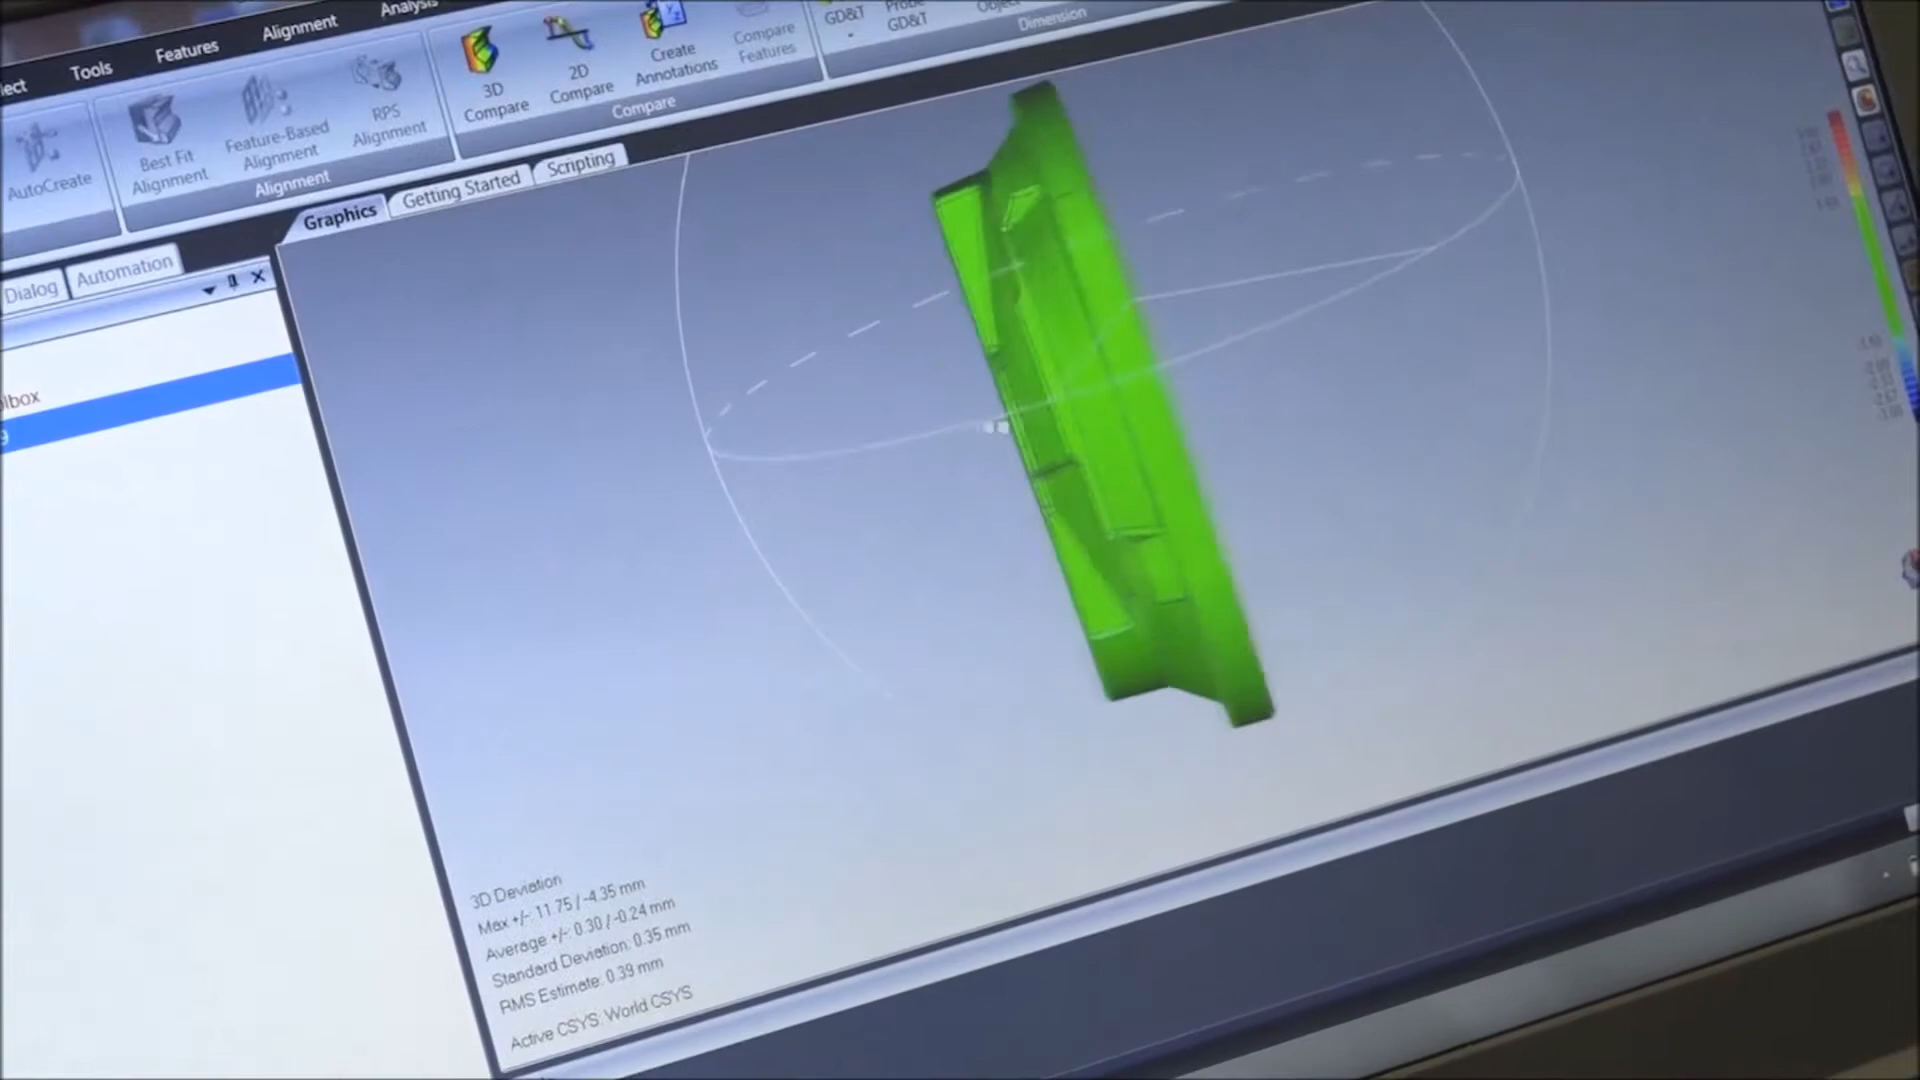 Tools
Features
Alignment
Analysis
AutoCreate
Best Fit
Alignment
Feature-Based
Alignment
RPS
Alignment
Alignment
3D
Compare
2D
Compare
Create
Annotations
Compare
Features
Compare
GD&T
GD&T
Dimension
Dialog
Automation
Graphics
Getting Started
Scripting
3D Deviation
Max +/-: 11.75 / -4.35 mm
Average +/-: 0.30 / -0.24 mm
Standard Deviation: 0.35 mm
RMS Estimate: 0.39 mm
Active CSYS: World CSYS